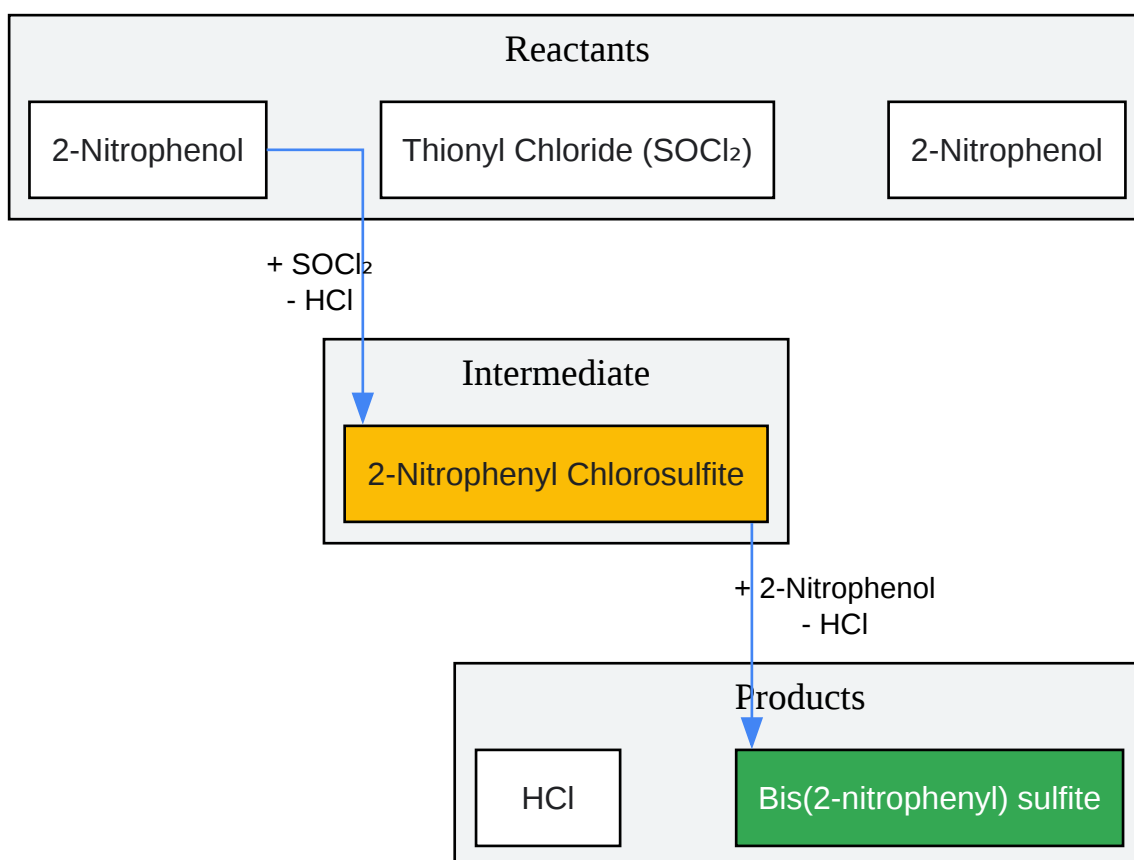 Reactants
2-Nitrophenol
Thionyl Chloride (SOCl₂)
2-Nitrophenol
+ SOCl₂
- HCl
Intermediate
2-Nitrophenyl Chlorosulfite
+ 2-Nitrophenol
- HCl
Products
HCl
Bis(2-nitrophenyl) sulfite